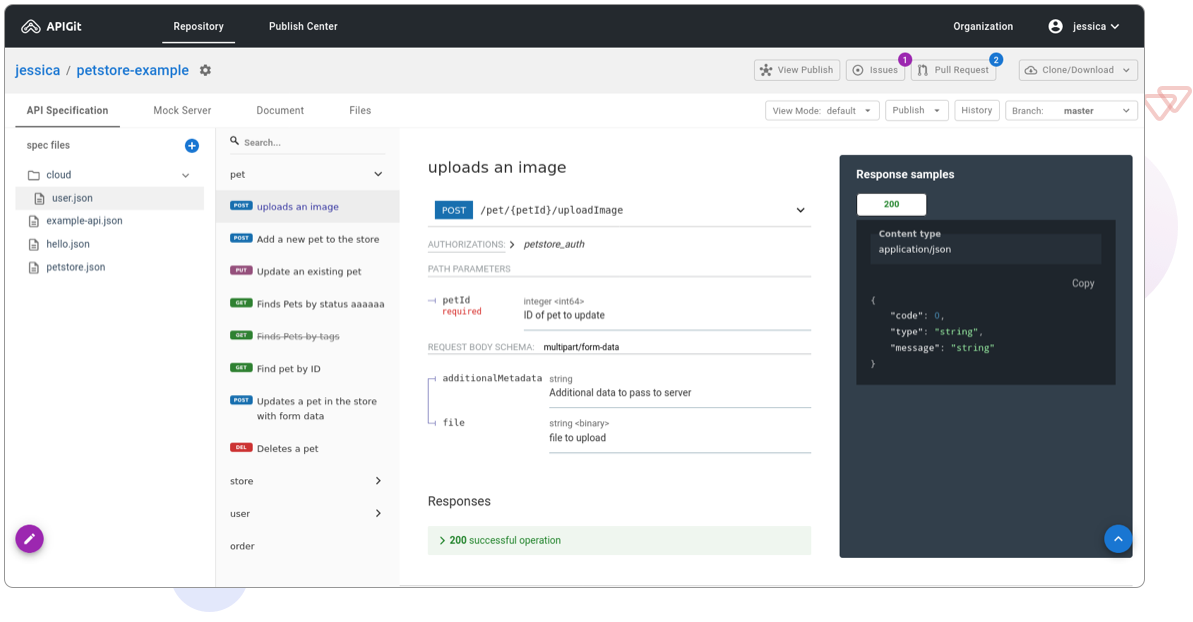 APIGit
Repository
Publish Center
Organization
jessica
jessica / petstore-example
View Publish
Issues
1
Pull Request
2
Clone/Download
API Specification
Mock Server
Document
Files
View Mode: default
Publish
History
Branch: master
spec files
cloud
user.json
example-api.json
hello.json
petstore.json
Search...
pet
POST uploads an image
POST Add a new pet to the store
PUT Update an existing pet
GET Finds Pets by status aaaaaa
GET Finds Pets by tags
GET Find pet by ID
POST Updates a pet in the store
with form data
DEL Deletes a pet
store
user
order
uploads an image
POST /pet/{petId}/uploadImage
AUTHORIZATIONS: > petstore_auth
PATH PARAMETERS
petId
required
integer <int64>
ID of pet to update
REQUEST BODY SCHEMA: multipart/form-data
additionalMetadata
string
Additional data to pass to server
file
string <binary>
file to upload
Responses
> 200 successful operation
Response samples
200
Content type
application/json
Copy
{
"code": 0,
"type": "string",
"message": "string"
}